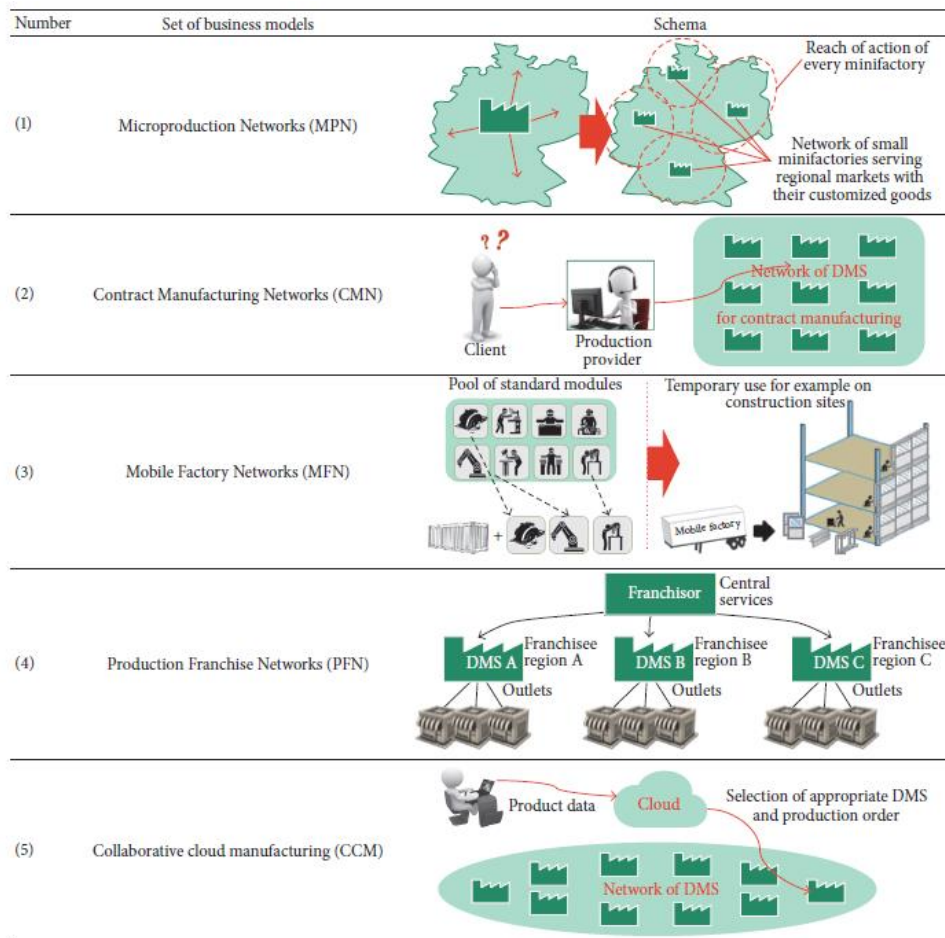 Number Set of business models Schema
(1) Microproduction Networks (MPN)
Reach of action of
every minifactory
Network of small
minifactories serving
regional markets with
their customized goods
(2) Contract Manufacturing Networks (CMN)
? ?
Client
Production
provider
Network of DMS
for contract manufacturing
(3) Mobile Factory Networks (MFN)
Pool of standard modules
+
Temporary use for example on
construction sites
Mobile factory
(4) Production Franchise Networks (PFN)
Franchisor
Central
services
DMS A
Franchisee
region A
Outlets
DMS B
Franchisee
region B
Outlets
DMS C
Franchisee
region C
Outlets
(5) Collaborative cloud manufacturing (CCM)
Product data
Cloud
Selection of appropriate DMS
and production order
Network of DMS